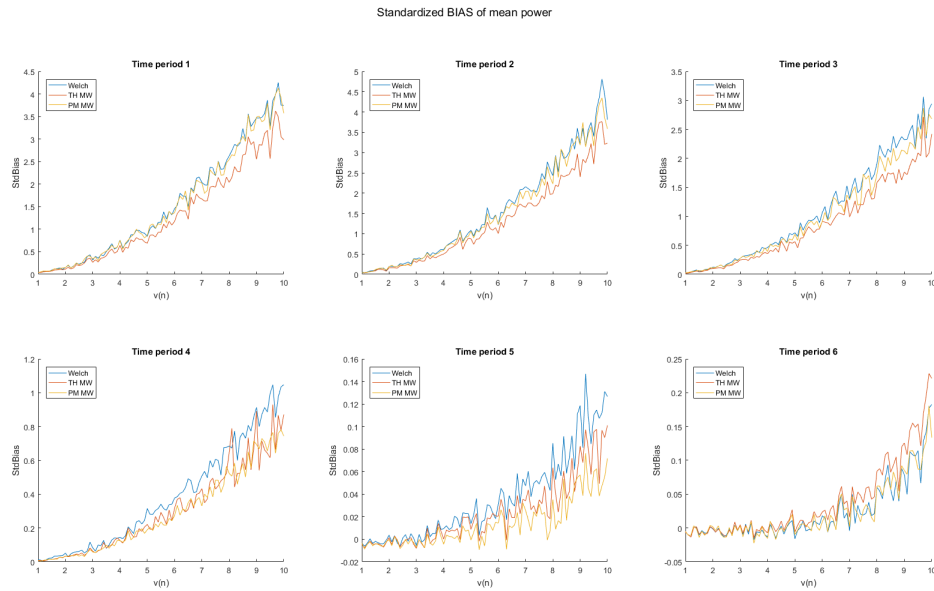 Standardized BIAS of mean power
Time period 1
4.5
4
3.5
3
2.5
2
1.5
1
0.5
0
StdBias
Welch
TH MW
PM MW
1 2 3 4 5 6 7 8 9 10
v(n)
Time period 2
5
4.5
4
3.5
3
2.5
2
1.5
1
0.5
0
StdBias
Welch
TH MW
PM MW
1 2 3 4 5 6 7 8 9 10
v(n)
Time period 3
3.5
3
2.5
2
1.5
1
0.5
0
StdBias
Welch
TH MW
PM MW
1 2 3 4 5 6 7 8 9 10
v(n)
Time period 4
1.2
1
0.8
0.6
0.4
0.2
0
StdBias
Welch
TH MW
PM MW
1 2 3 4 5 6 7 8 9 10
v(n)
Time period 5
0.16
0.14
0.12
0.1
0.08
0.06
0.04
0.02
0
-0.02
StdBias
Welch
TH MW
PM MW
1 2 3 4 5 6 7 8 9 10
v(n)
Time period 6
0.25
0.2
0.15
0.1
0.05
0
-0.05
StdBias
Welch
TH MW
PM MW
1 2 3 4 5 6 7 8 9 10
v(n)